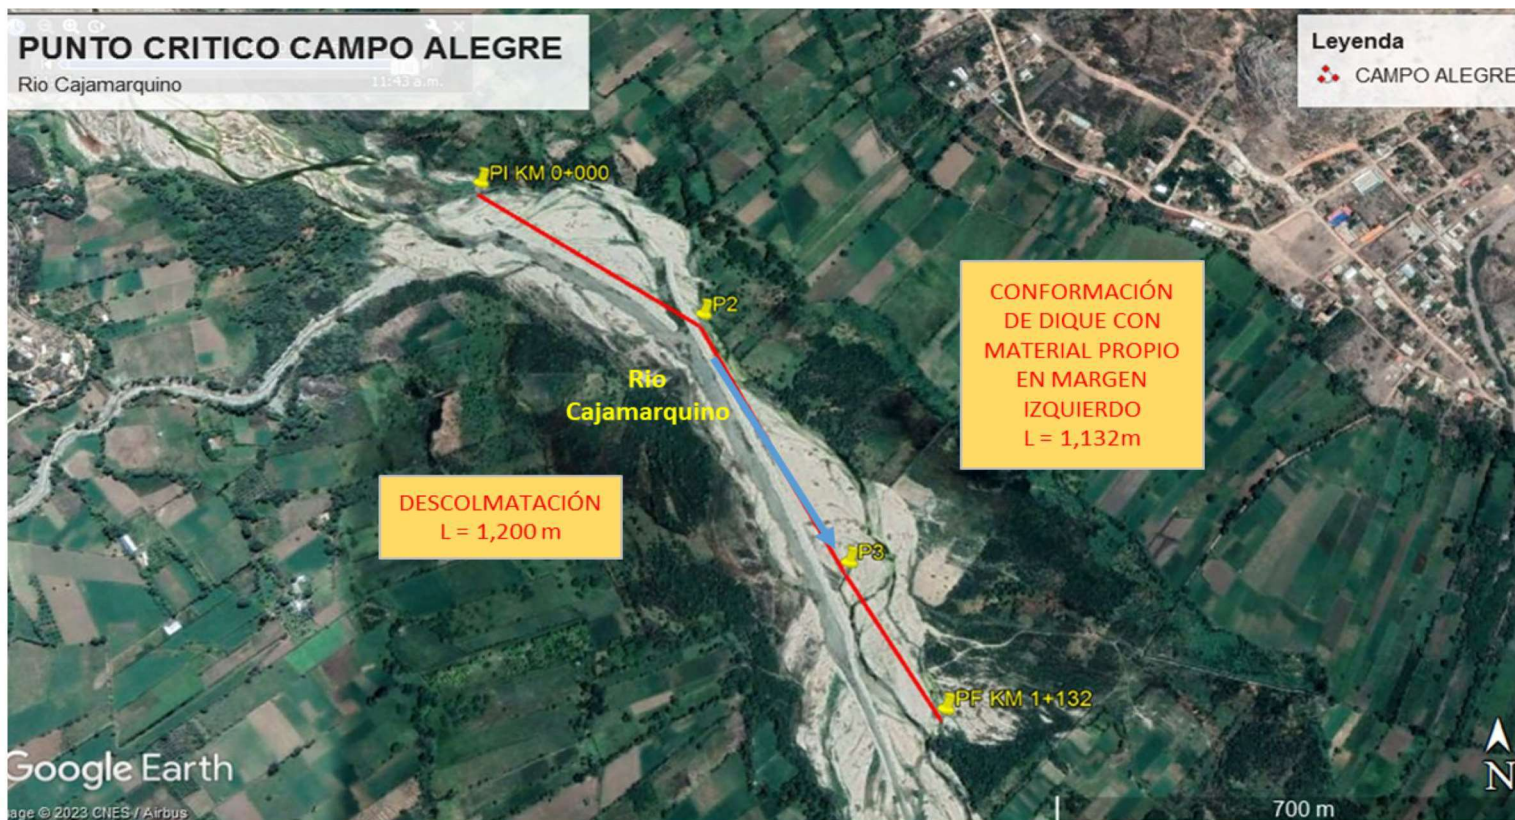 PUNTO CRITICO CAMPO ALEGRE
11:43 a.m.
Rio Cajamarquino
Leyenda
CAMPO ALEGRE
PI KM 0+000
P2
CONFORMACIÓN
DE DIQUE CON
MATERIAL PROPIO
EN MARGEN
IZQUIERDO
L = 1,132m
Rio
Cajamarquino
DESCOLMATACIÓN
L = 1,200 m
P3
PF KM 1+132
Google Earth
age © 2023 CNES / Airbus
700 m
N